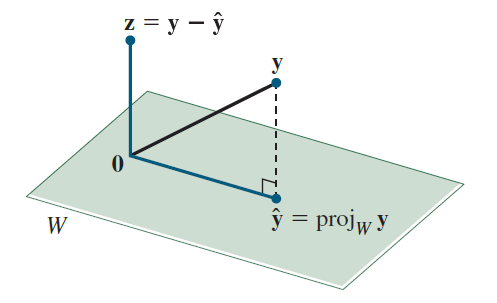 z = y − ŷ
y
0
ŷ = proj_W y
W